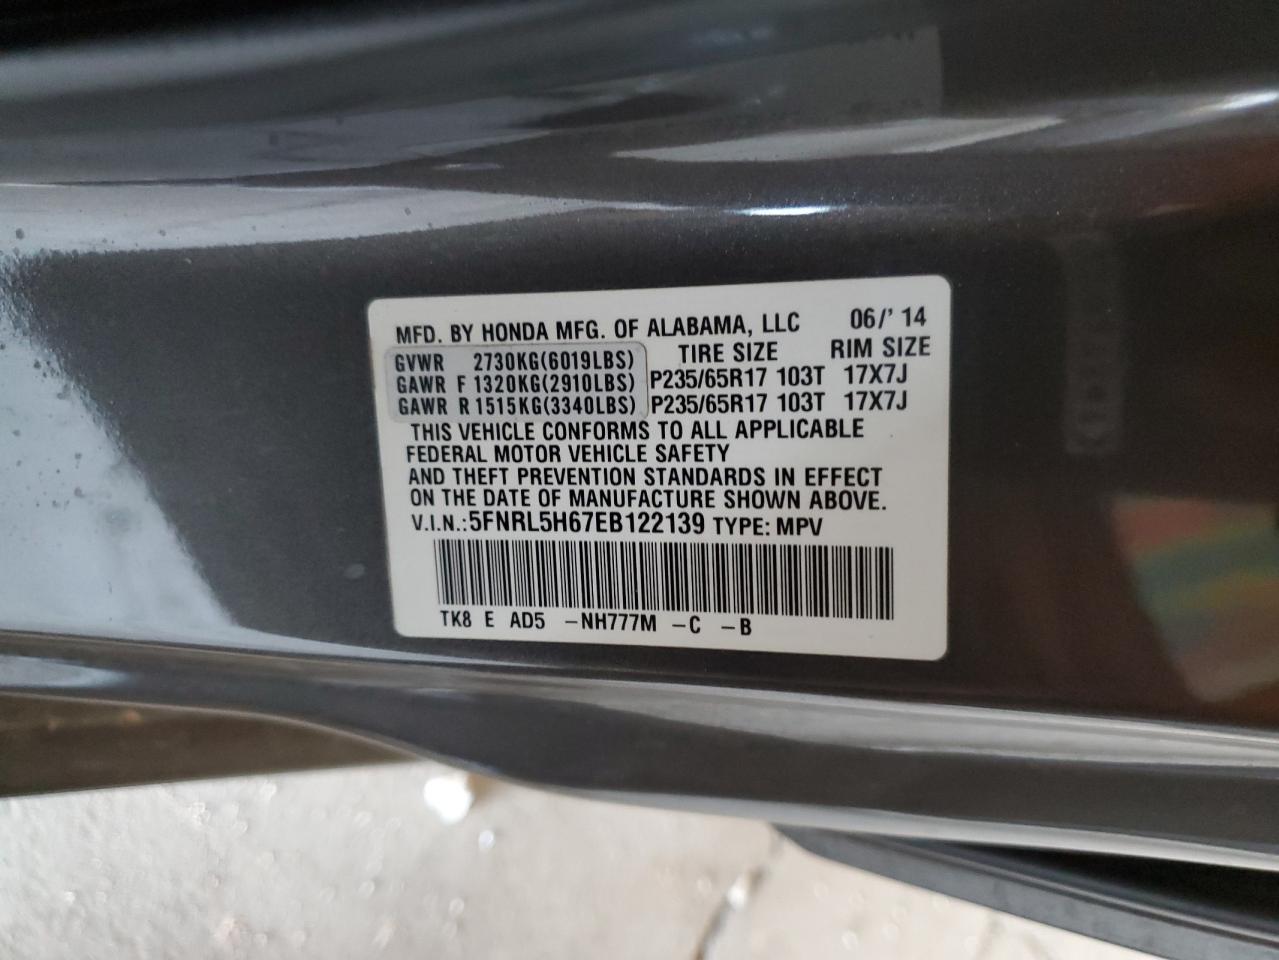 MFD. BY HONDA MFG. OF ALABAMA, LLC 06/' 14
GVWR 2730KG(6019LBS) TIRE SIZE RIM SIZE
GAWR F 1320KG(2910LBS) P235/65R17 103T 17X7J
GAWR R 1515KG(3340LBS) P235/65R17 103T 17X7J
THIS VEHICLE CONFORMS TO ALL APPLICABLE
FEDERAL MOTOR VEHICLE SAFETY
AND THEFT PREVENTION STANDARDS IN EFFECT
ON THE DATE OF MANUFACTURE SHOWN ABOVE.
V.I.N.:5FNRL5H67EB122139 TYPE: MPV
TK8 E AD5 -NH777M -C -B